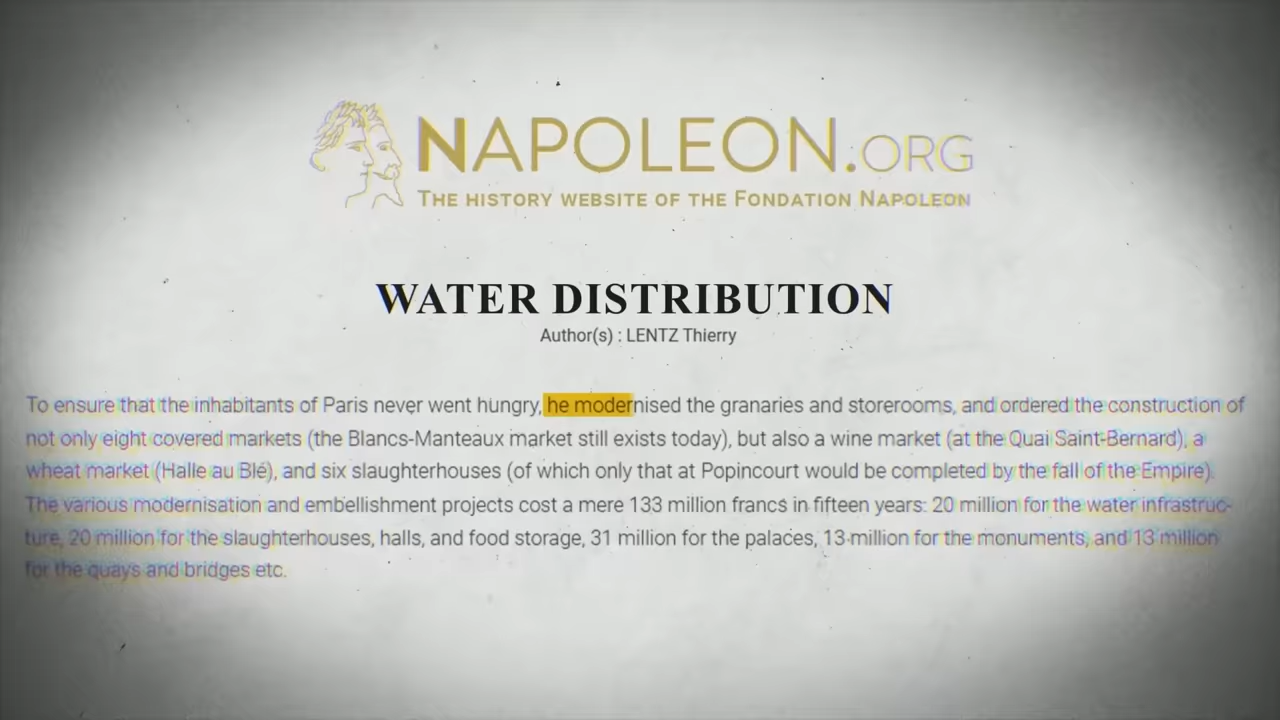 NAPOLEON.ORG
THE HISTORY WEBSITE OF THE FONDATION NAPOLEON
WATER DISTRIBUTION
Author(s) : LENTZ Thierry
To ensure that the inhabitants of Paris never went hungry, he modernised the granaries and storerooms, and ordered the construction of
not only eight covered markets (the Blancs-Manteaux market still exists today), but also a wine market (at the Quai Saint-Bernard), a
wheat market (Halle au Blé), and six slaughterhouses (of which only that at Popincourt would be completed by the fall of the Empire).
The various modernisation and embellishment projects cost a mere 133 million francs in fifteen years: 20 million for the water infrastruc-
ture, 20 million for the slaughterhouses, halls, and food storage, 31 million for the palaces, 13 million for the monuments, and 13 million
for the quays and bridges etc.